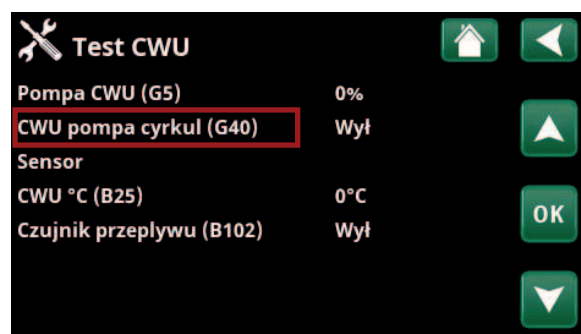 Test CWU
Pompa CWU (G5) 0%
CWU pompa cyrkul (G40) Wył
Sensor
CWU °C (B25) 0°C
OK
Czujnik przeplywu (B102) Wył